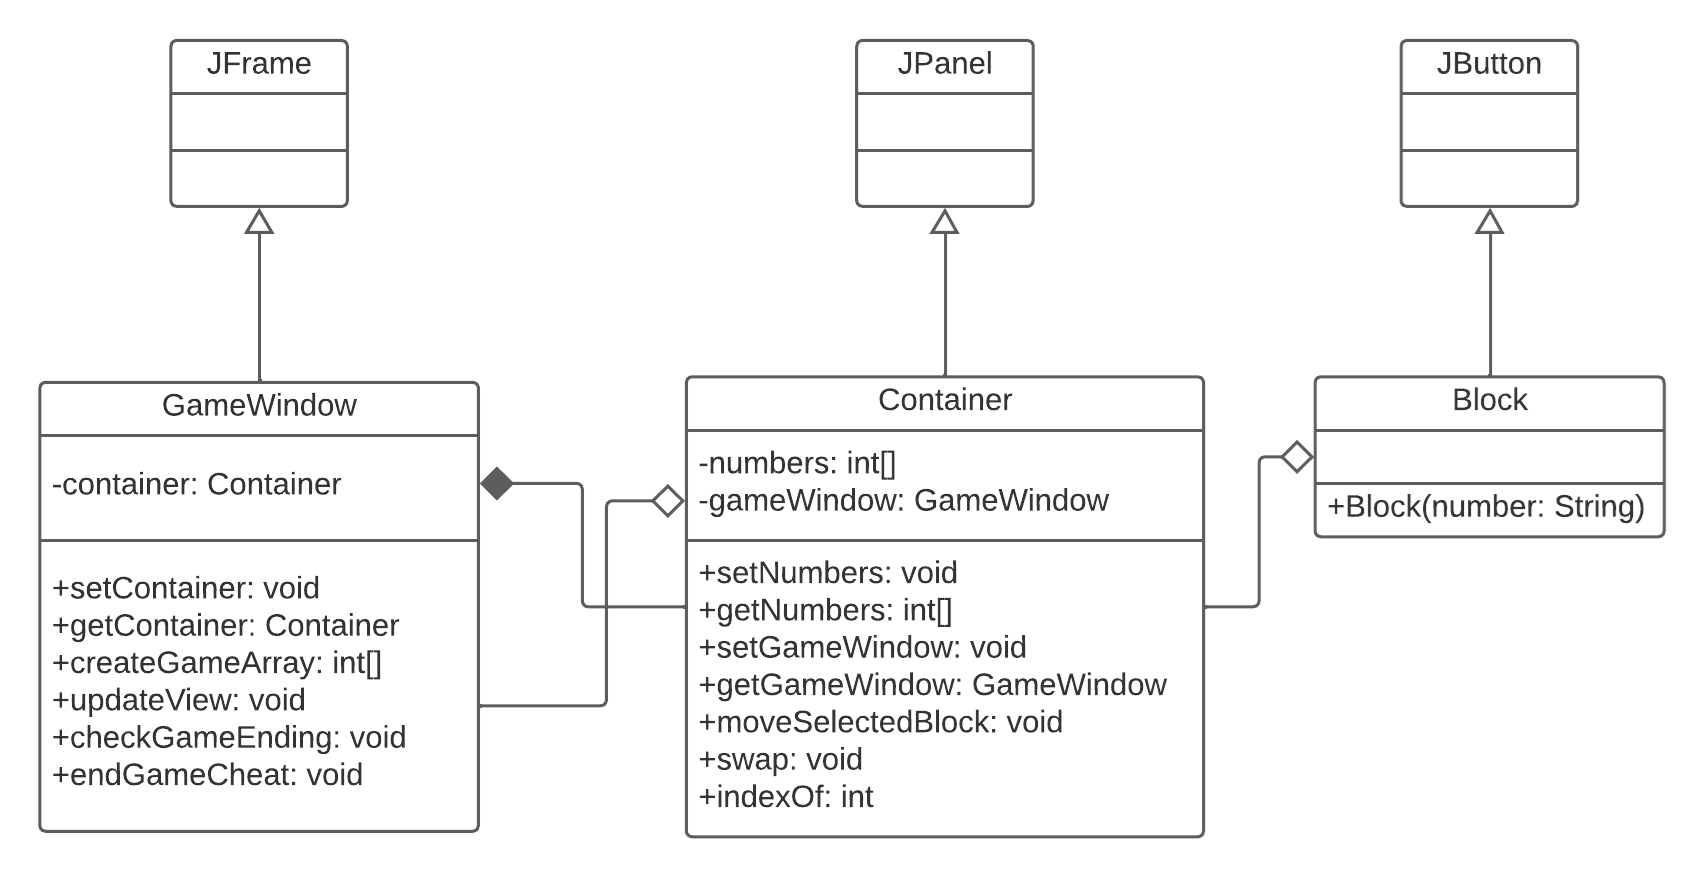 JFrame
JPanel
JButton
GameWindow
-container: Container
+setContainer: void
+getContainer: Container
+createGameArray: int[]
+updateView: void
+checkGameEnding: void
+endGameCheat: void
Container
-numbers: int[]
-gameWindow: GameWindow
+setNumbers: void
+getNumbers: int[]
+setGameWindow: void
+getGameWindow: GameWindow
+moveSelectedBlock: void
+swap: void
+indexOf: int
Block
+Block(number: String)